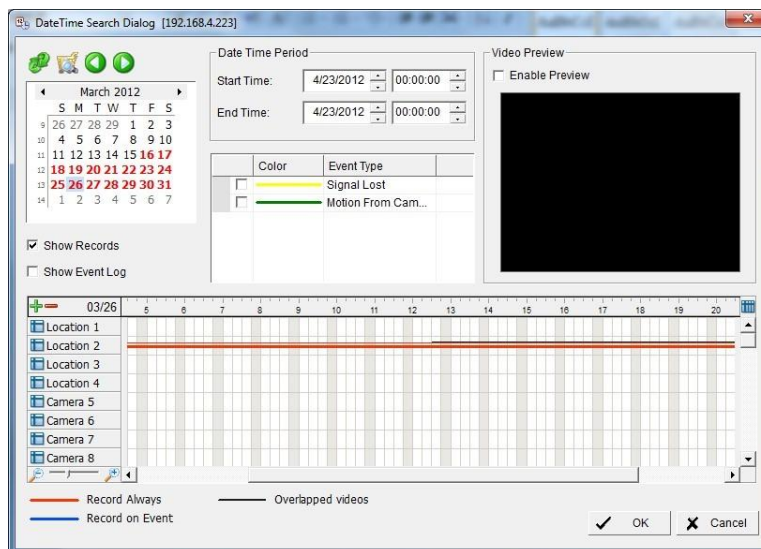 DateTime Search Dialog [192.168.4.223]
March 2012
S M T W T F S
9 26 27 28 29 1 2 3
10 4 5 6 7 8 9 10
11 11 12 13 14 15 16 17
12 18 19 20 21 22 23 24
13 25 26 27 28 29 30 31
14 1 2 3 4 5 6 7
Show Records
Show Event Log
Date Time Period
Start Time: 4/23/2012 00:00:00
End Time: 4/23/2012 00:00:00
Color Event Type
Signal Lost
Motion From Cam...
Video Preview
Enable Preview
03/26 5 6 7 8 9 10 11 12 13 14 15 16 17 18 19 20
Location 1
Location 2
Location 3
Location 4
Camera 5
Camera 6
Camera 7
Camera 8
Record Always Overlapped videos
Record on Event
OK Cancel